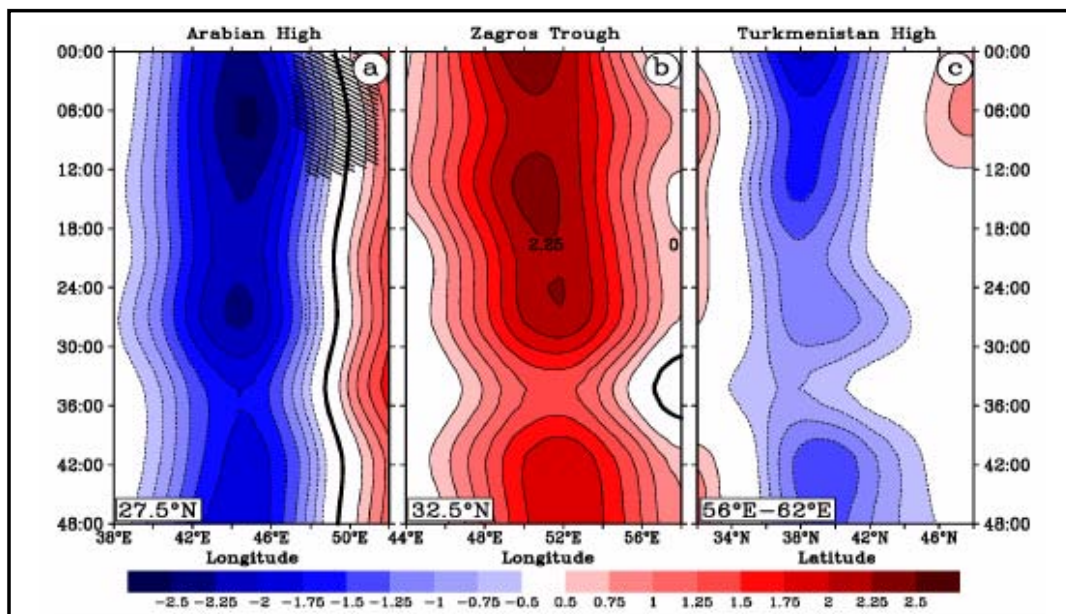 Arabian High Zagros Trough Turkmenistan High
a b c
00:00 00:00
06:00 06:00
12:00 12:00
18:00 18:00
2.25 0
24:00 24:00
30:00 30:00
36:00 36:00
42:00 42:00
27.5°N 32.5°N 56°E-62°E
48:00 48:00
38°E 42°E 46°E 50°E 44°E 48°E 52°E 56°E 34°N 38°N 42°N 46°N
Longitude Longitude Latitude
-2.5 -2.25 -2 -1.75 -1.5 -1.25 -1 -0.75 -0.5 0.5 0.75 1 1.25 1.5 1.75 2 2.25 2.5